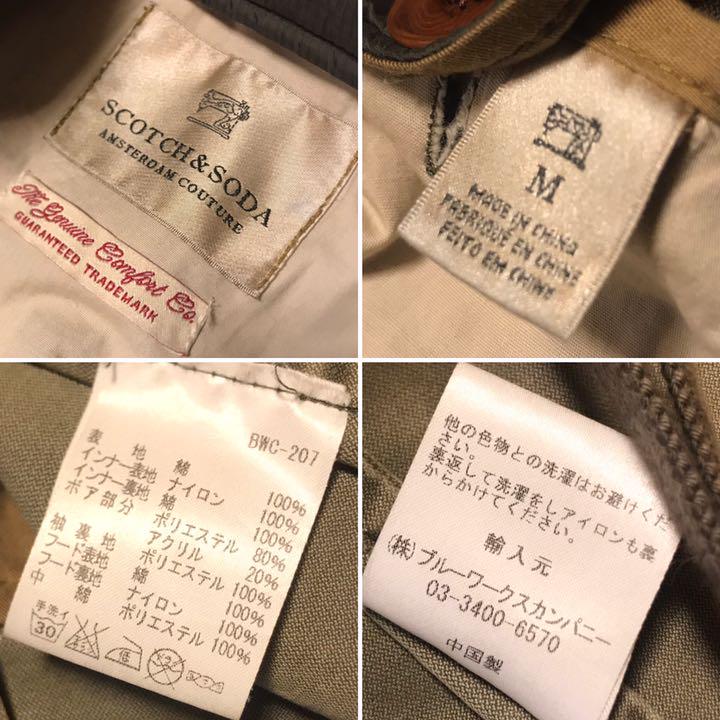 SCOTCH&SODA
AMSTERDAM COUTURE
The Genuine Comfort Co.
GUARANTEED TRADEMARK
M
MADE IN CHINA
FABRIQUE EN CHINE
FEITO EM CHINE
BWC-207
表 地 綿 100%
インナー表地 ナイロン 100%
インナー裏地 綿 100%
ボア部分 ポリエステル 80%
アクリル 20%
袖裏地 ポリエステル 100%
フード表地 綿 100%
フード裏地 ナイロン 100%
中 綿 ポリエステル 100%
手洗イ
30
低
他の色物との洗濯はお避けくだ
さい。
裏返して洗濯をしアイロンも裏
からかけてください。
輸入元
(株)ブルーワークスカンパニー
03-3400-6570
中国製